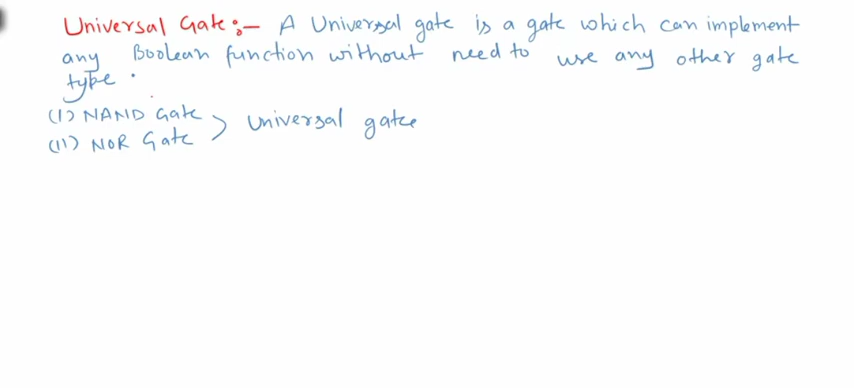 Universal Gate :- A Universal gate is a gate which can implement
any Boolean function without need to use any other gate
type.
(I) NAND Gate
(II) NOR Gate > Universal gate